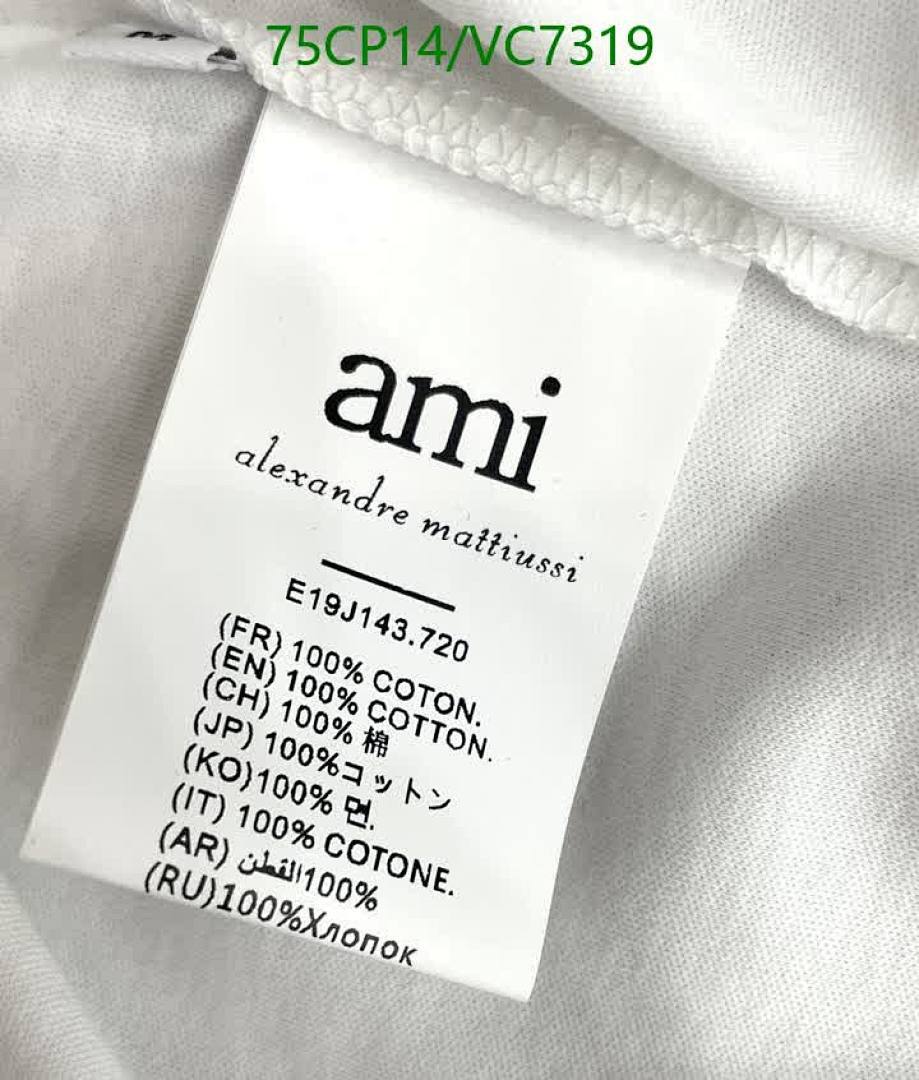 75CP14/VC7319
ami
alexandre mattiussi
E19J143.720
(FR) 100% COTON.
(EN) 100% COTTON.
(CH) 100% 棉
(JP) 100%コットン
(KO)100% 면.
(IT) 100% COTONE.
(AR) القطن100%
(RU)100%Хлопок